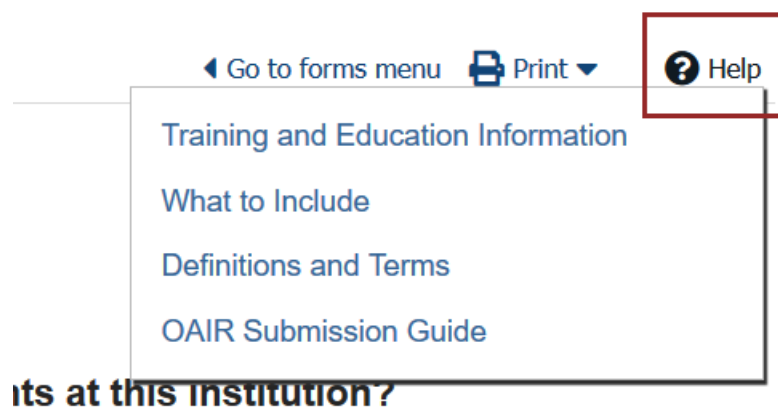 Go to forms menu Print Help
Training and Education Information
What to Include
Definitions and Terms
OAIR Submission Guide
nts at this institution?